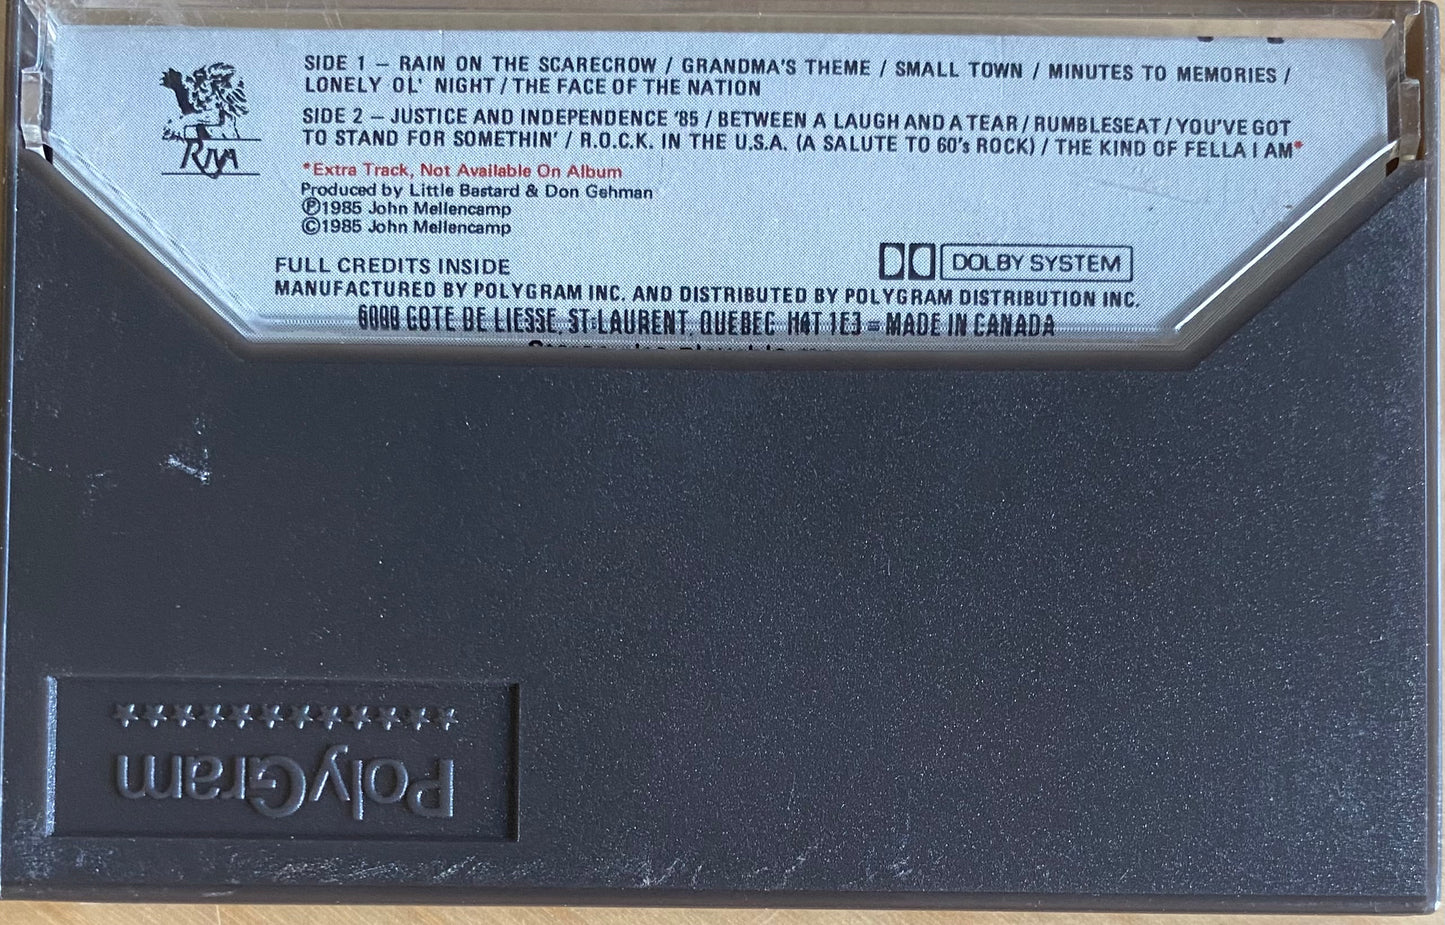 SIDE 1 – RAIN ON THE SCARECROW / GRANDMA'S THEME / SMALL TOWN / MINUTES TO MEMORIES /
LONELY OL' NIGHT / THE FACE OF THE NATION
SIDE 2 – JUSTICE AND INDEPENDENCE '85 / BETWEEN A LAUGH AND A TEAR / RUMBLESEAT / YOU'VE GOT
TO STAND FOR SOMETHIN' / R.O.C.K. IN THE U.S.A. (A SALUTE TO 60's ROCK) / THE KIND OF FELLA I AM*
RIVA
*Extra Track, Not Available On Album
Produced by Little Bastard & Don Gehman
Ⓟ1985 John Mellencamp
©1985 John Mellencamp
DOLBY SYSTEM
FULL CREDITS INSIDE
MANUFACTURED BY POLYGRAM INC. AND DISTRIBUTED BY POLYGRAM DISTRIBUTION INC.
6000 COTE DE LIESSE, ST-LAURENT, QUEBEC H4T 1E3 – MADE IN CANADA
PolyGram